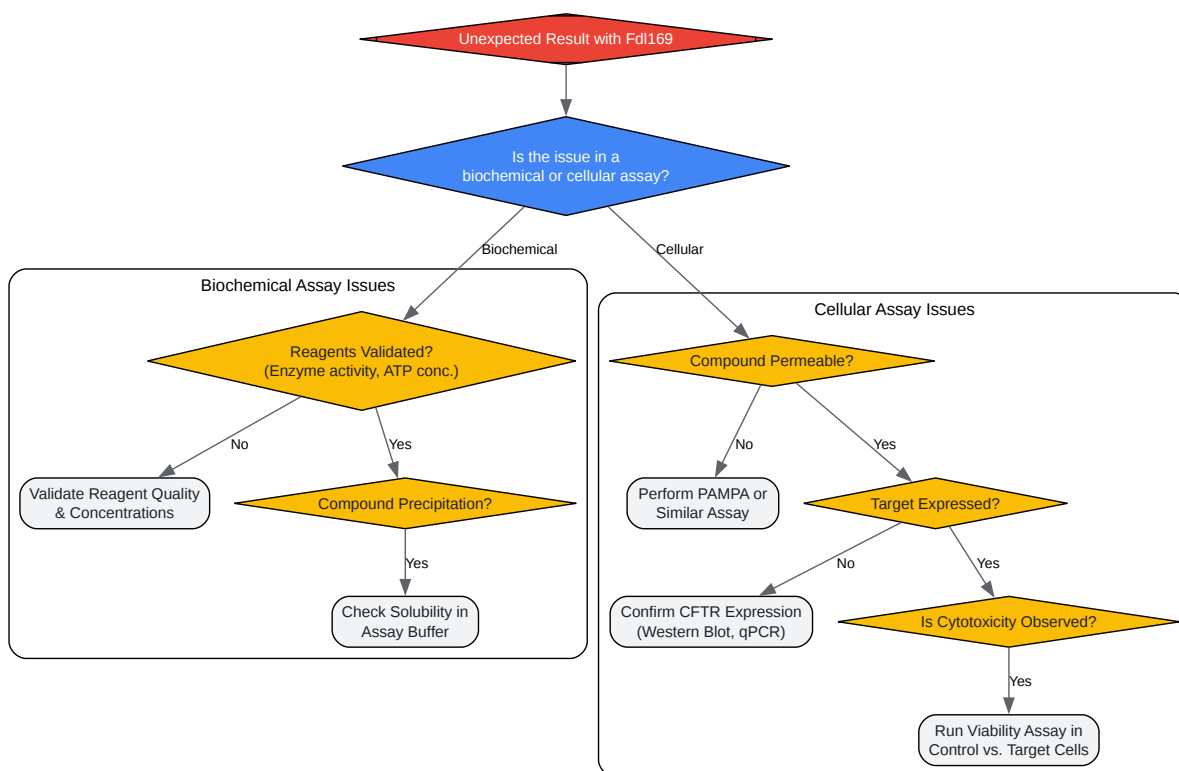 Unexpected Result with Fdl169
Is the issue in a
biochemical or cellular assay?
Biochemical
Cellular
Biochemical Assay Issues
Reagents Validated?
(Enzyme activity, ATP conc.)
No
Yes
Validate Reagent Quality
& Concentrations
Compound Precipitation?
Yes
Check Solubility in
Assay Buffer
Cellular Assay Issues
Compound Permeable?
No
Yes
Perform PAMPA or
Similar Assay
Target Expressed?
No
Yes
Confirm CFTR Expression
(Western Blot, qPCR)
Is Cytotoxicity Observed?
Yes
Run Viability Assay in
Control vs. Target Cells